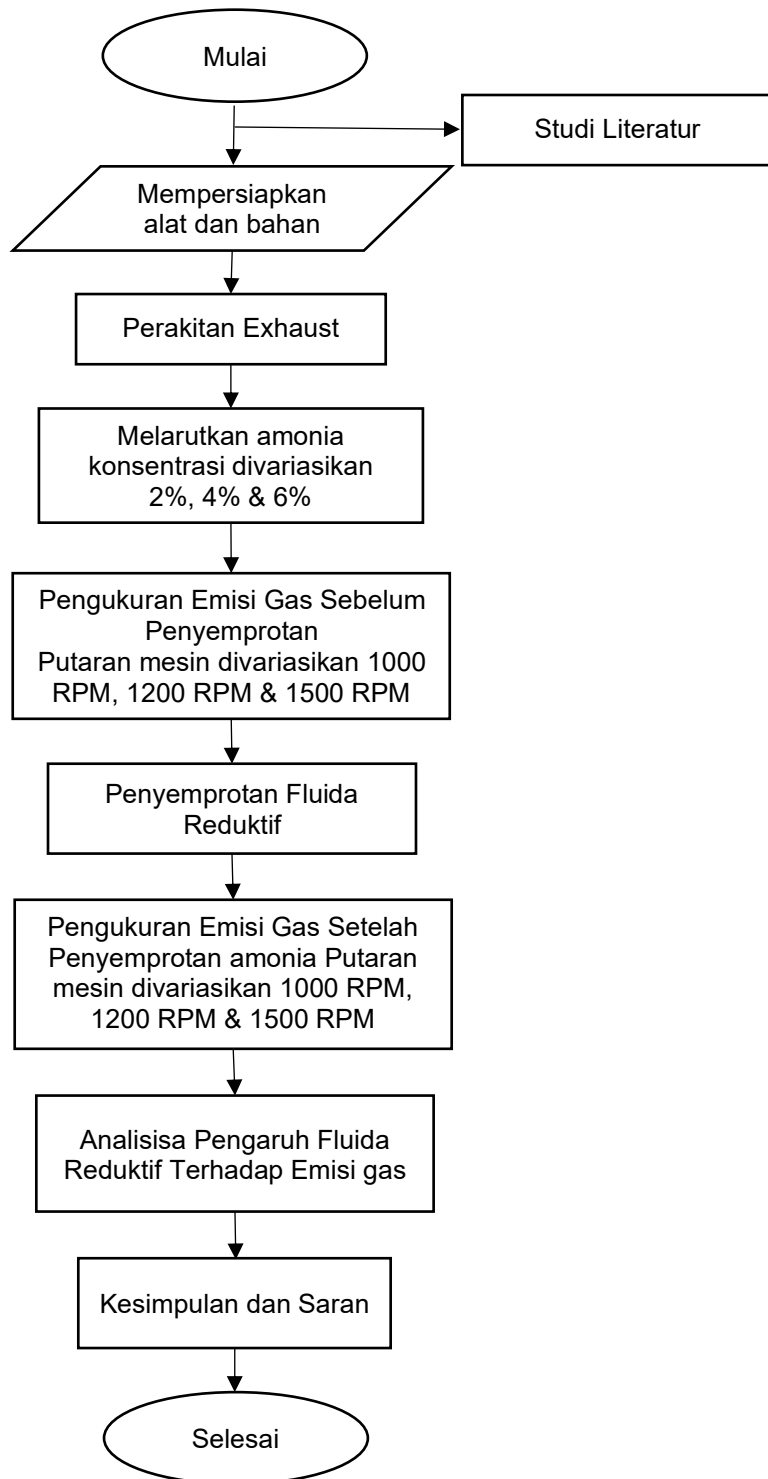 Mulai
Studi Literatur
Mempersiapkan
alat dan bahan
Perakitan Exhaust
Melarutkan amonia
konsentrasi divariasikan
2%, 4% & 6%
Pengukuran Emisi Gas Sebelum
Penyemprotan
Putaran mesin divariasikan 1000
RPM, 1200 RPM & 1500 RPM
Penyemprotan Fluida
Reduktif
Pengukuran Emisi Gas Setelah
Penyemprotan amonia Putaran
mesin divariasikan 1000 RPM,
1200 RPM & 1500 RPM
Analisisa Pengaruh Fluida
Reduktif Terhadap Emisi gas
Kesimpulan dan Saran
Selesai